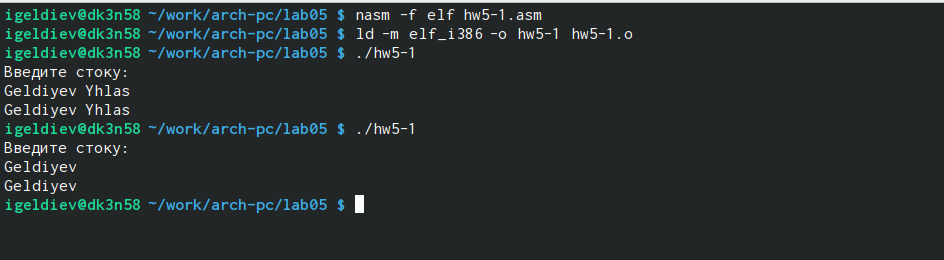 igeldiev@dk3n58 ~/work/arch-pc/lab05 $ nasm -f elf hw5-1.asm
igeldiev@dk3n58 ~/work/arch-pc/lab05 $ ld -m elf_i386 -o hw5-1 hw5-1.o
igeldiev@dk3n58 ~/work/arch-pc/lab05 $ ./hw5-1
Введите стоку:
Geldiyev Yhlas
Geldiyev Yhlas
igeldiev@dk3n58 ~/work/arch-pc/lab05 $ ./hw5-1
Введите стоку:
Geldiyev
Geldiyev
igeldiev@dk3n58 ~/work/arch-pc/lab05 $